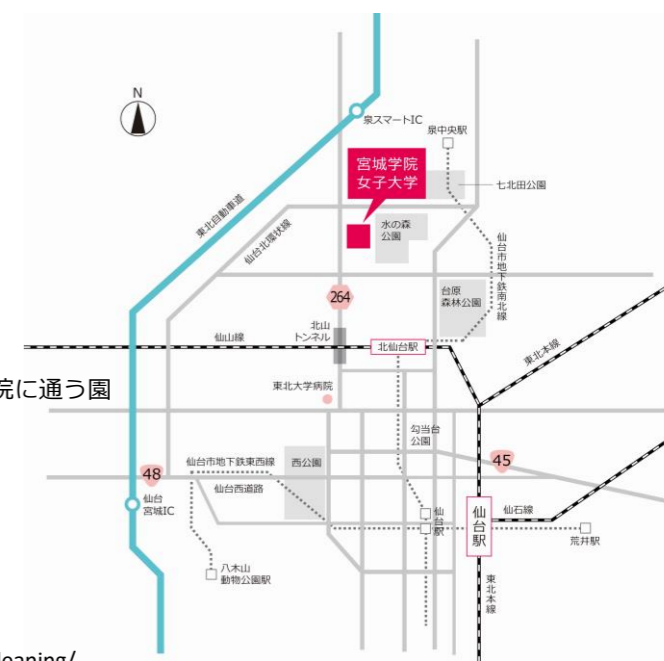 N
泉スマートIC
泉中央駅
宮城学院
女子大学
七北田公園
東北自動車道
仙台北環状線
水の森
公園
仙台市地下鉄南北線
台原
森林公園
264
北山
トンネル
仙山線
北仙台駅
東北本線
院に通う園
東北大学病院
勾当台
公園
48
仙台市地下鉄東西線
西公園
45
仙台西道路
仙台
宮城IC
仙台駅
仙台駅
仙石線
荒井駅
八木山
動物公園駅
東北本線
leaning/